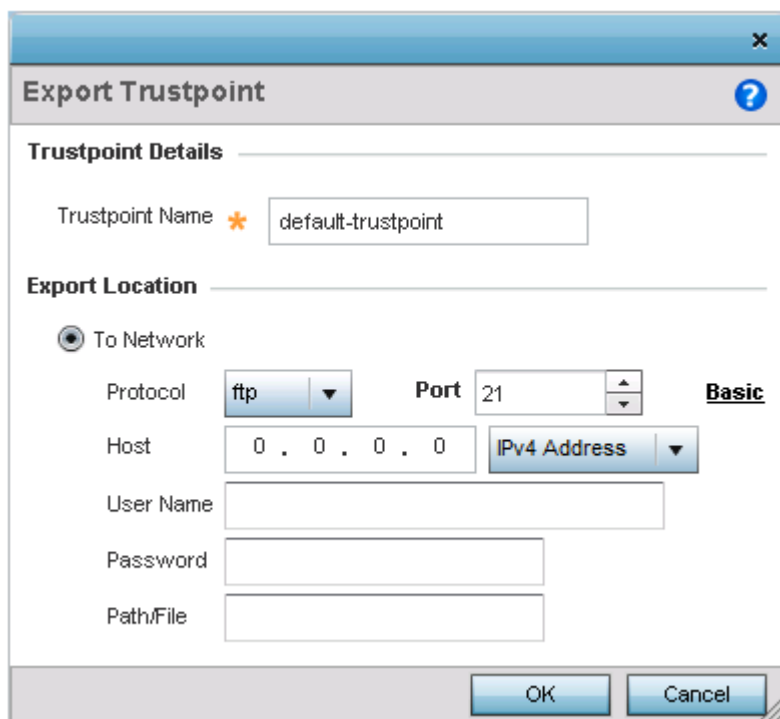 Export Trustpoint
Trustpoint Details
Trustpoint Name * default-trustpoint
Export Location
To Network
Protocol ftp Port 21 Basic
Host 0 . 0 . 0 . 0 IPv4 Address
User Name
Password
Path/File
OK Cancel